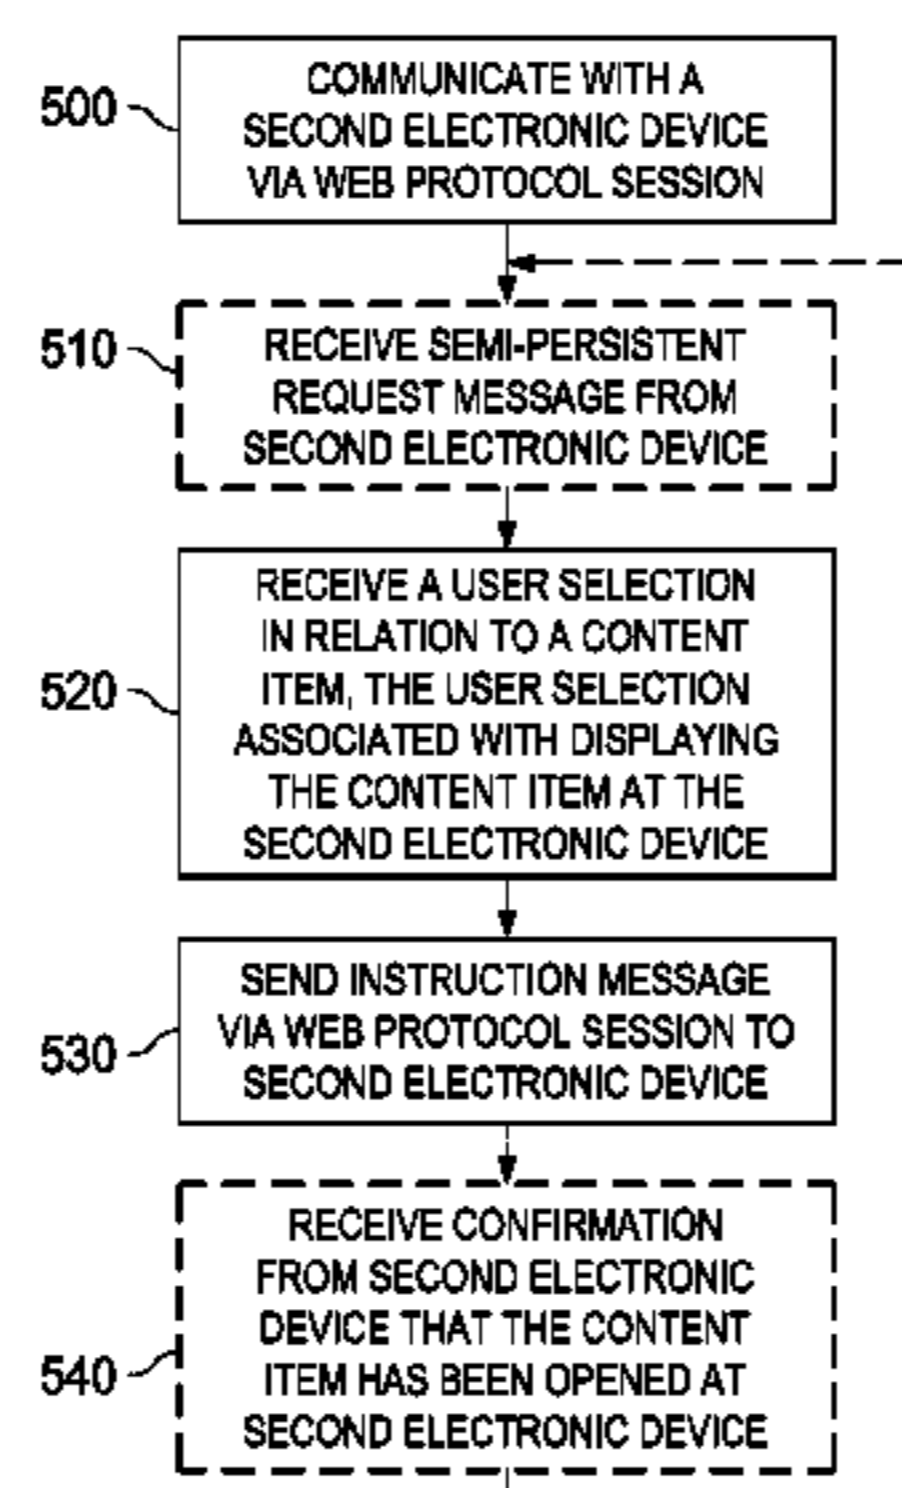 500
COMMUNICATE WITH A
SECOND ELECTRONIC DEVICE
VIA WEB PROTOCOL SESSION
510
RECEIVE SEMI-PERSISTENT
REQUEST MESSAGE FROM
SECOND ELECTRONIC DEVICE
520
RECEIVE A USER SELECTION
IN RELATION TO A CONTENT
ITEM, THE USER SELECTION
ASSOCIATED WITH DISPLAYING
THE CONTENT ITEM AT THE
SECOND ELECTRONIC DEVICE
530
SEND INSTRUCTION MESSAGE
VIA WEB PROTOCOL SESSION TO
SECOND ELECTRONIC DEVICE
540
RECEIVE CONFIRMATION
FROM SECOND ELECTRONIC
DEVICE THAT THE CONTENT
ITEM HAS BEEN OPENED AT
SECOND ELECTRONIC DEVICE